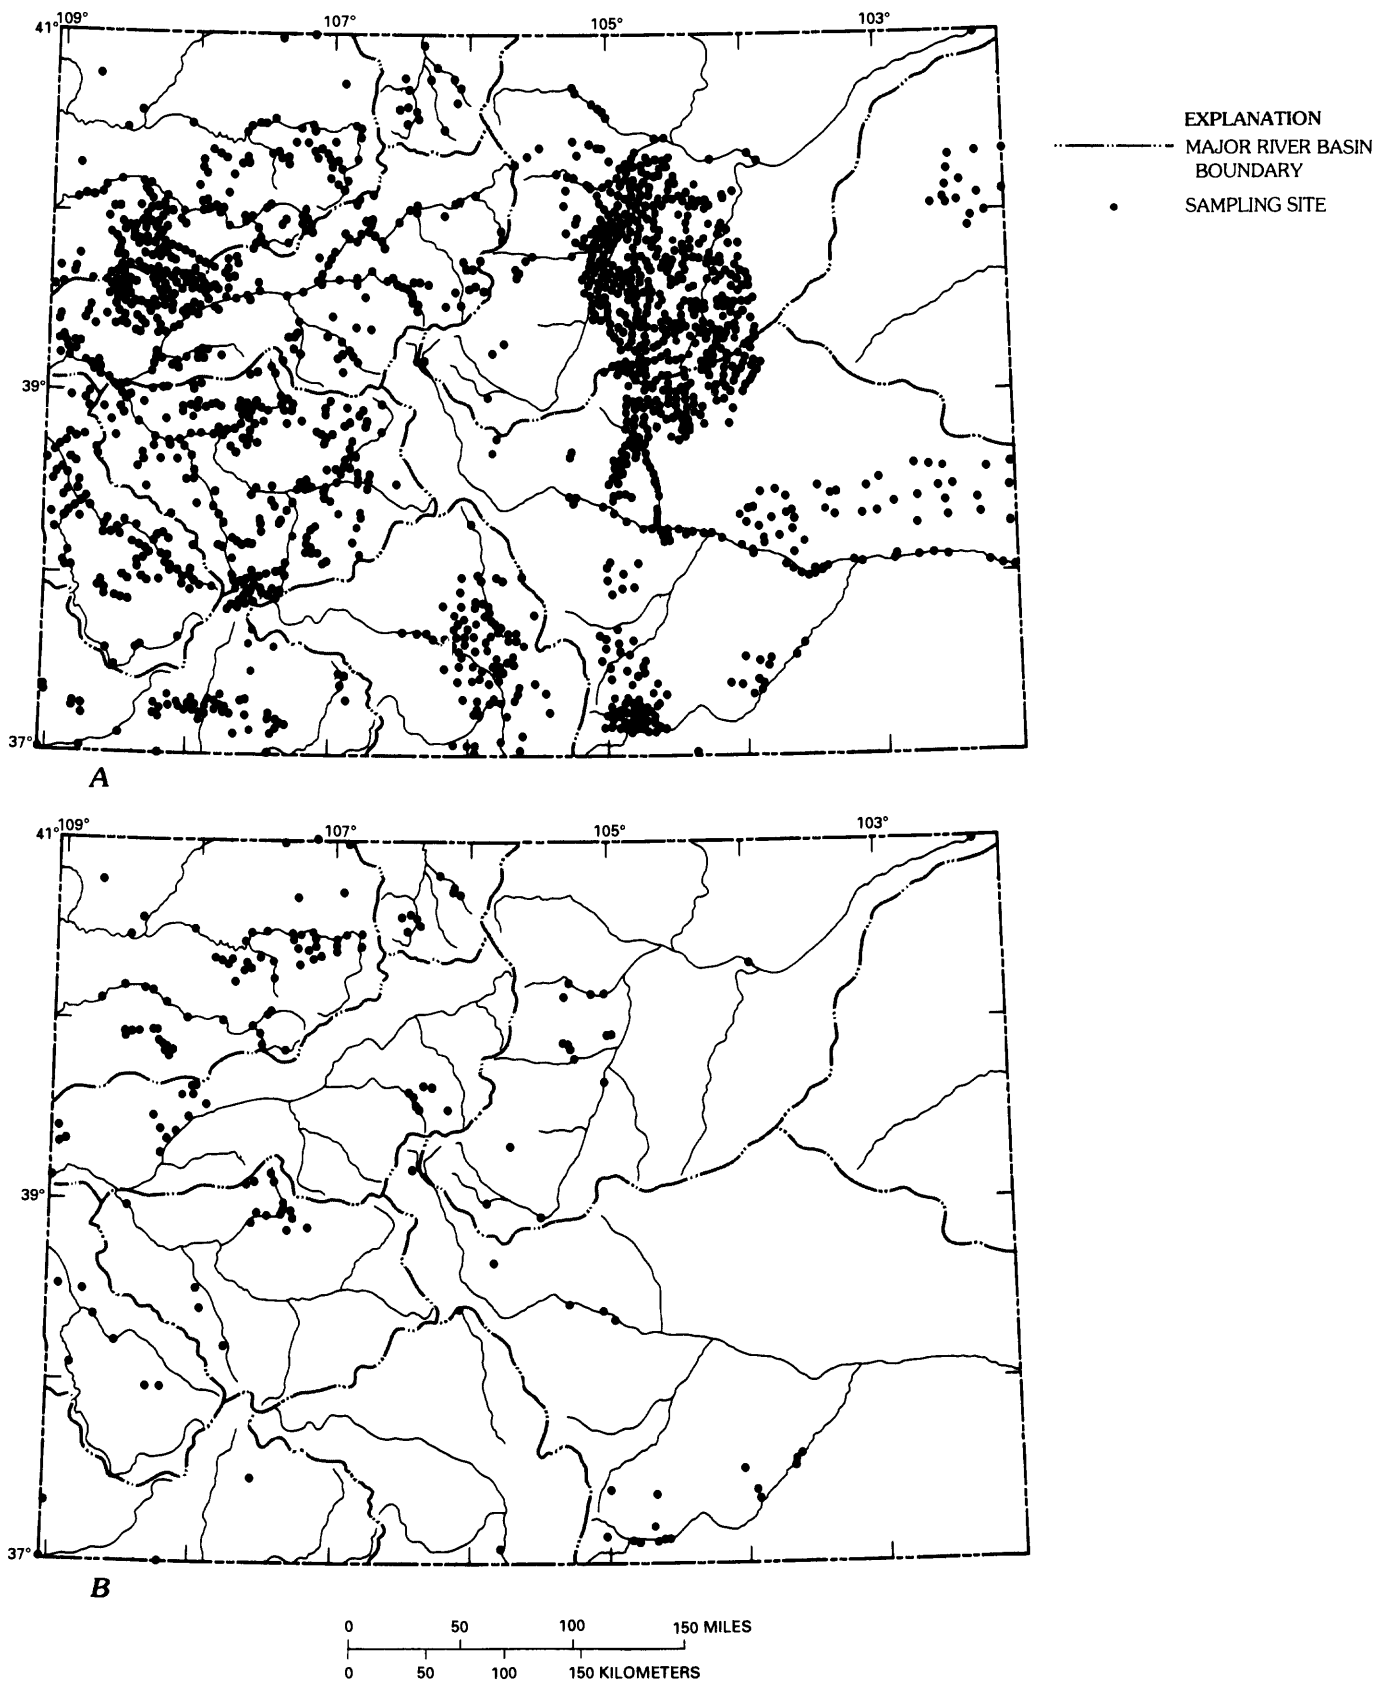 109° 107° 105° 103°
41°
EXPLANATION
MAJOR RIVER BASIN
BOUNDARY
SAMPLING SITE
39°
37°
A
109° 107° 105° 103°
41°
39°
37°
B
0 50 100 150 MILES
0 50 100 150 KILOMETERS